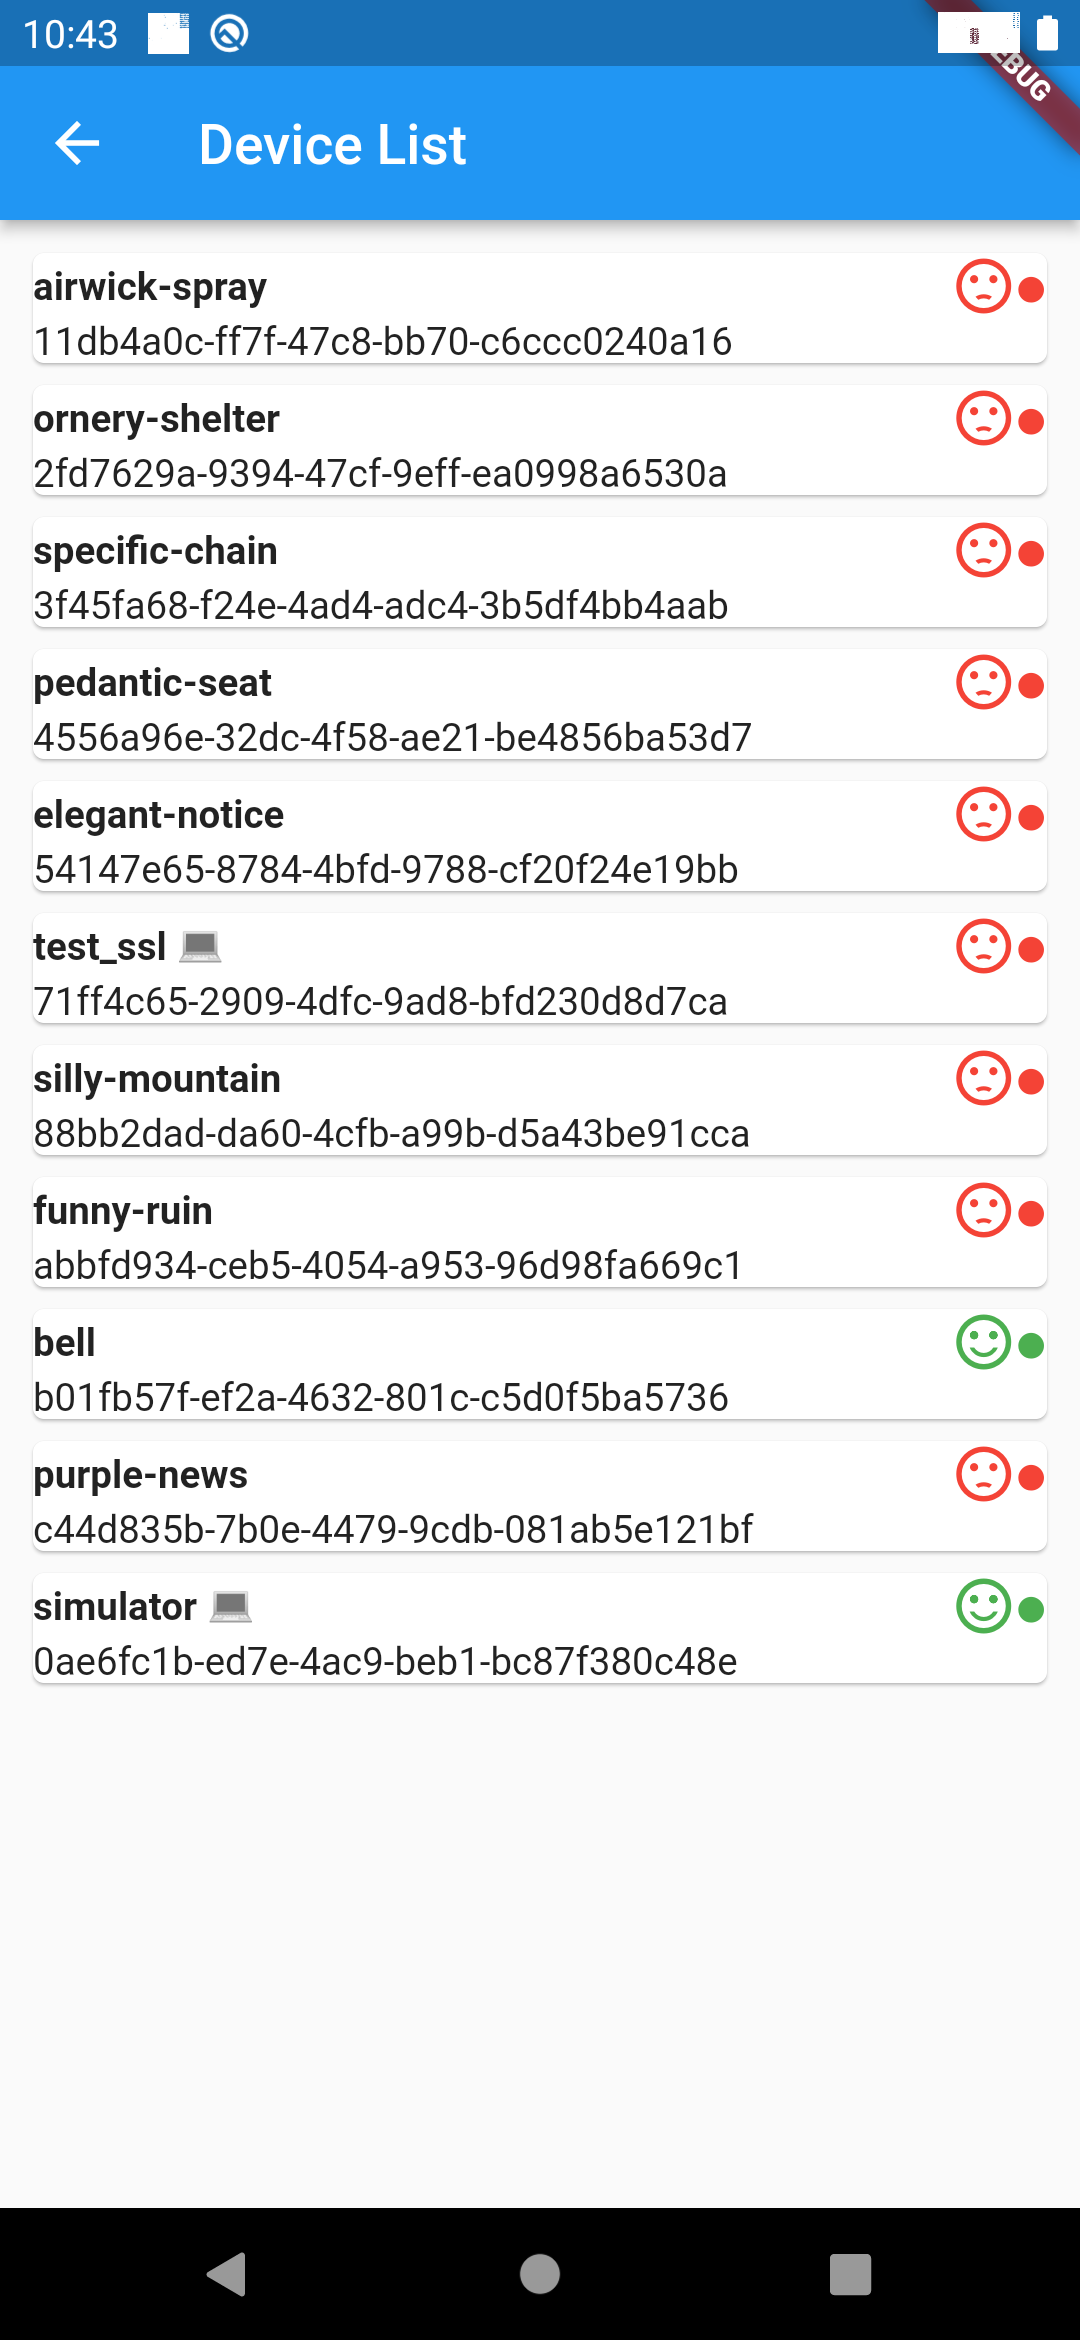 10:43
EBUG
Device List
airwick-spray
11db4a0c-ff7f-47c8-bb70-c6ccc0240a16
ornery-shelter
2fd7629a-9394-47cf-9eff-ea0998a6530a
specific-chain
3f45fa68-f24e-4ad4-adc4-3b5df4bb4aab
pedantic-seat
4556a96e-32dc-4f58-ae21-be4856ba53d7
elegant-notice
54147e65-8784-4bfd-9788-cf20f24e19bb
test_ssl 💻
71ff4c65-2909-4dfc-9ad8-bfd230d8d7ca
silly-mountain
88bb2dad-da60-4cfb-a99b-d5a43be91cca
funny-ruin
abbfd934-ceb5-4054-a953-96d98fa669c1
bell
b01fb57f-ef2a-4632-801c-c5d0f5ba5736
purple-news
c44d835b-7b0e-4479-9cdb-081ab5e121bf
simulator 💻
0ae6fc1b-ed7e-4ac9-beb1-bc87f380c48e